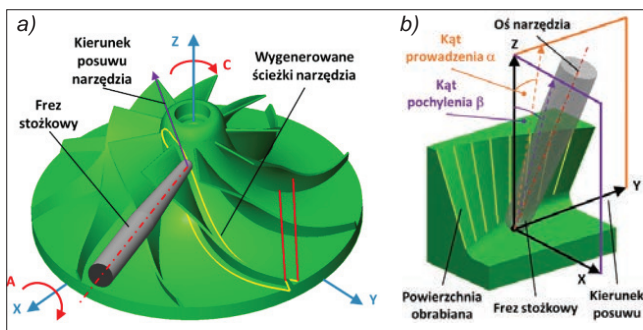 a)
Kierunek
posuwu
narzędzia
Z
C
Wygenerowane
ścieżki narzędzia
Frez
stożkowy
A
X
Y
b)
Oś narzędzia
Kąt
prowadzenia α
Z
Kąt
pochylenia β
Y
X
Powierzchnia
obrabiana
Frez stożkowy
Kierunek
posuwu